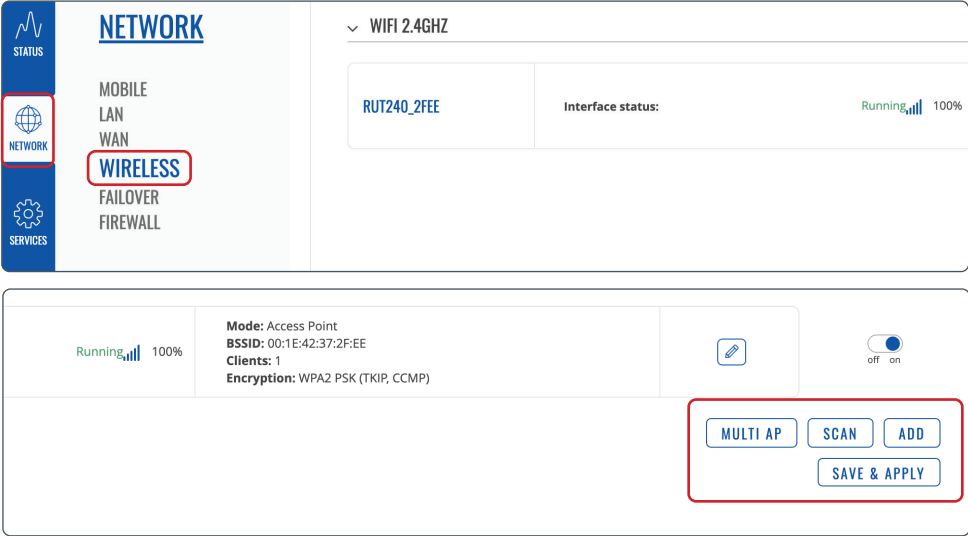 STATUS
NETWORK
SERVICES
NETWORK
MOBILE
LAN
WAN
WIRELESS
FAILOVER
FIREWALL
WIFI 2.4GHZ
RUT240_2FEE
Interface status:
Running 100%
Running 100%
Mode: Access Point
BSSID: 00:1E:42:37:2F:EE
Clients: 1
Encryption: WPA2 PSK (TKIP, CCMP)
off on
MULTI AP SCAN ADD
SAVE & APPLY